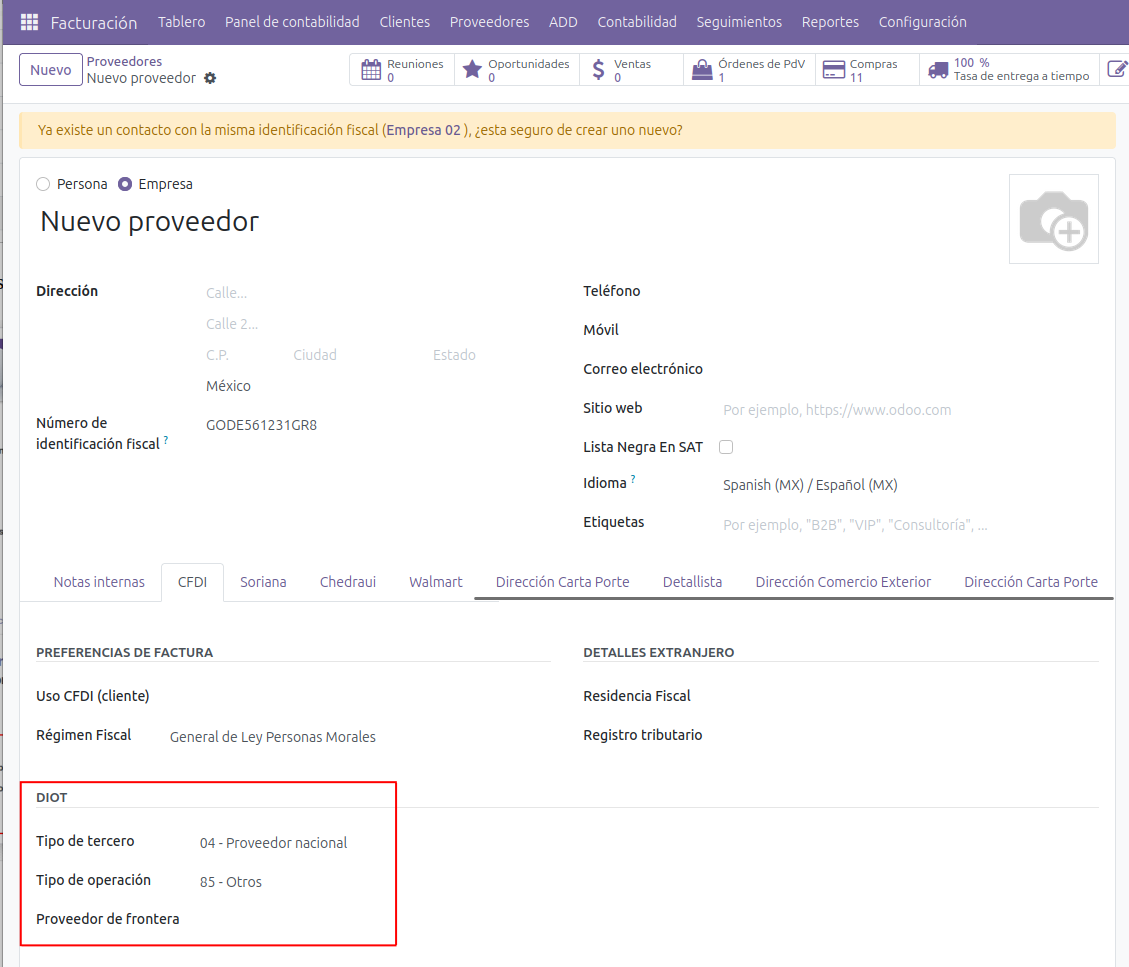 Facturación Tablero Panel de contabilidad Clientes Proveedores ADD Contabilidad Seguimientos Reportes Configuración
Nuevo
Proveedores
Nuevo proveedor
Reuniones
0
Oportunidades
0
Ventas
0
Órdenes de PdV
1
Compras
11
100 %
Tasa de entrega a tiempo
Ya existe un contacto con la misma identificación fiscal (Empresa 02 ), ¿esta seguro de crear uno nuevo?
Persona Empresa
Nuevo proveedor
Dirección
Calle...
Calle 2...
C.P. Ciudad Estado
México
Número de
identificación fiscal ?
GODE561231GR8
Teléfono
Móvil
Correo electrónico
Sitio web Por ejemplo, https://www.odoo.com
Lista Negra En SAT
Idioma ? Spanish (MX) / Español (MX)
Etiquetas Por ejemplo, "B2B", "VIP", "Consultoría", ...
Notas internas CFDI Soriana Chedraui Walmart Dirección Carta Porte Detallista Dirección Comercio Exterior Dirección Carta Porte
PREFERENCIAS DE FACTURA
Uso CFDI (cliente)
Régimen Fiscal General de Ley Personas Morales
DETALLES EXTRANJERO
Residencia Fiscal
Registro tributario
DIOT
Tipo de tercero 04 - Proveedor nacional
Tipo de operación 85 - Otros
Proveedor de frontera